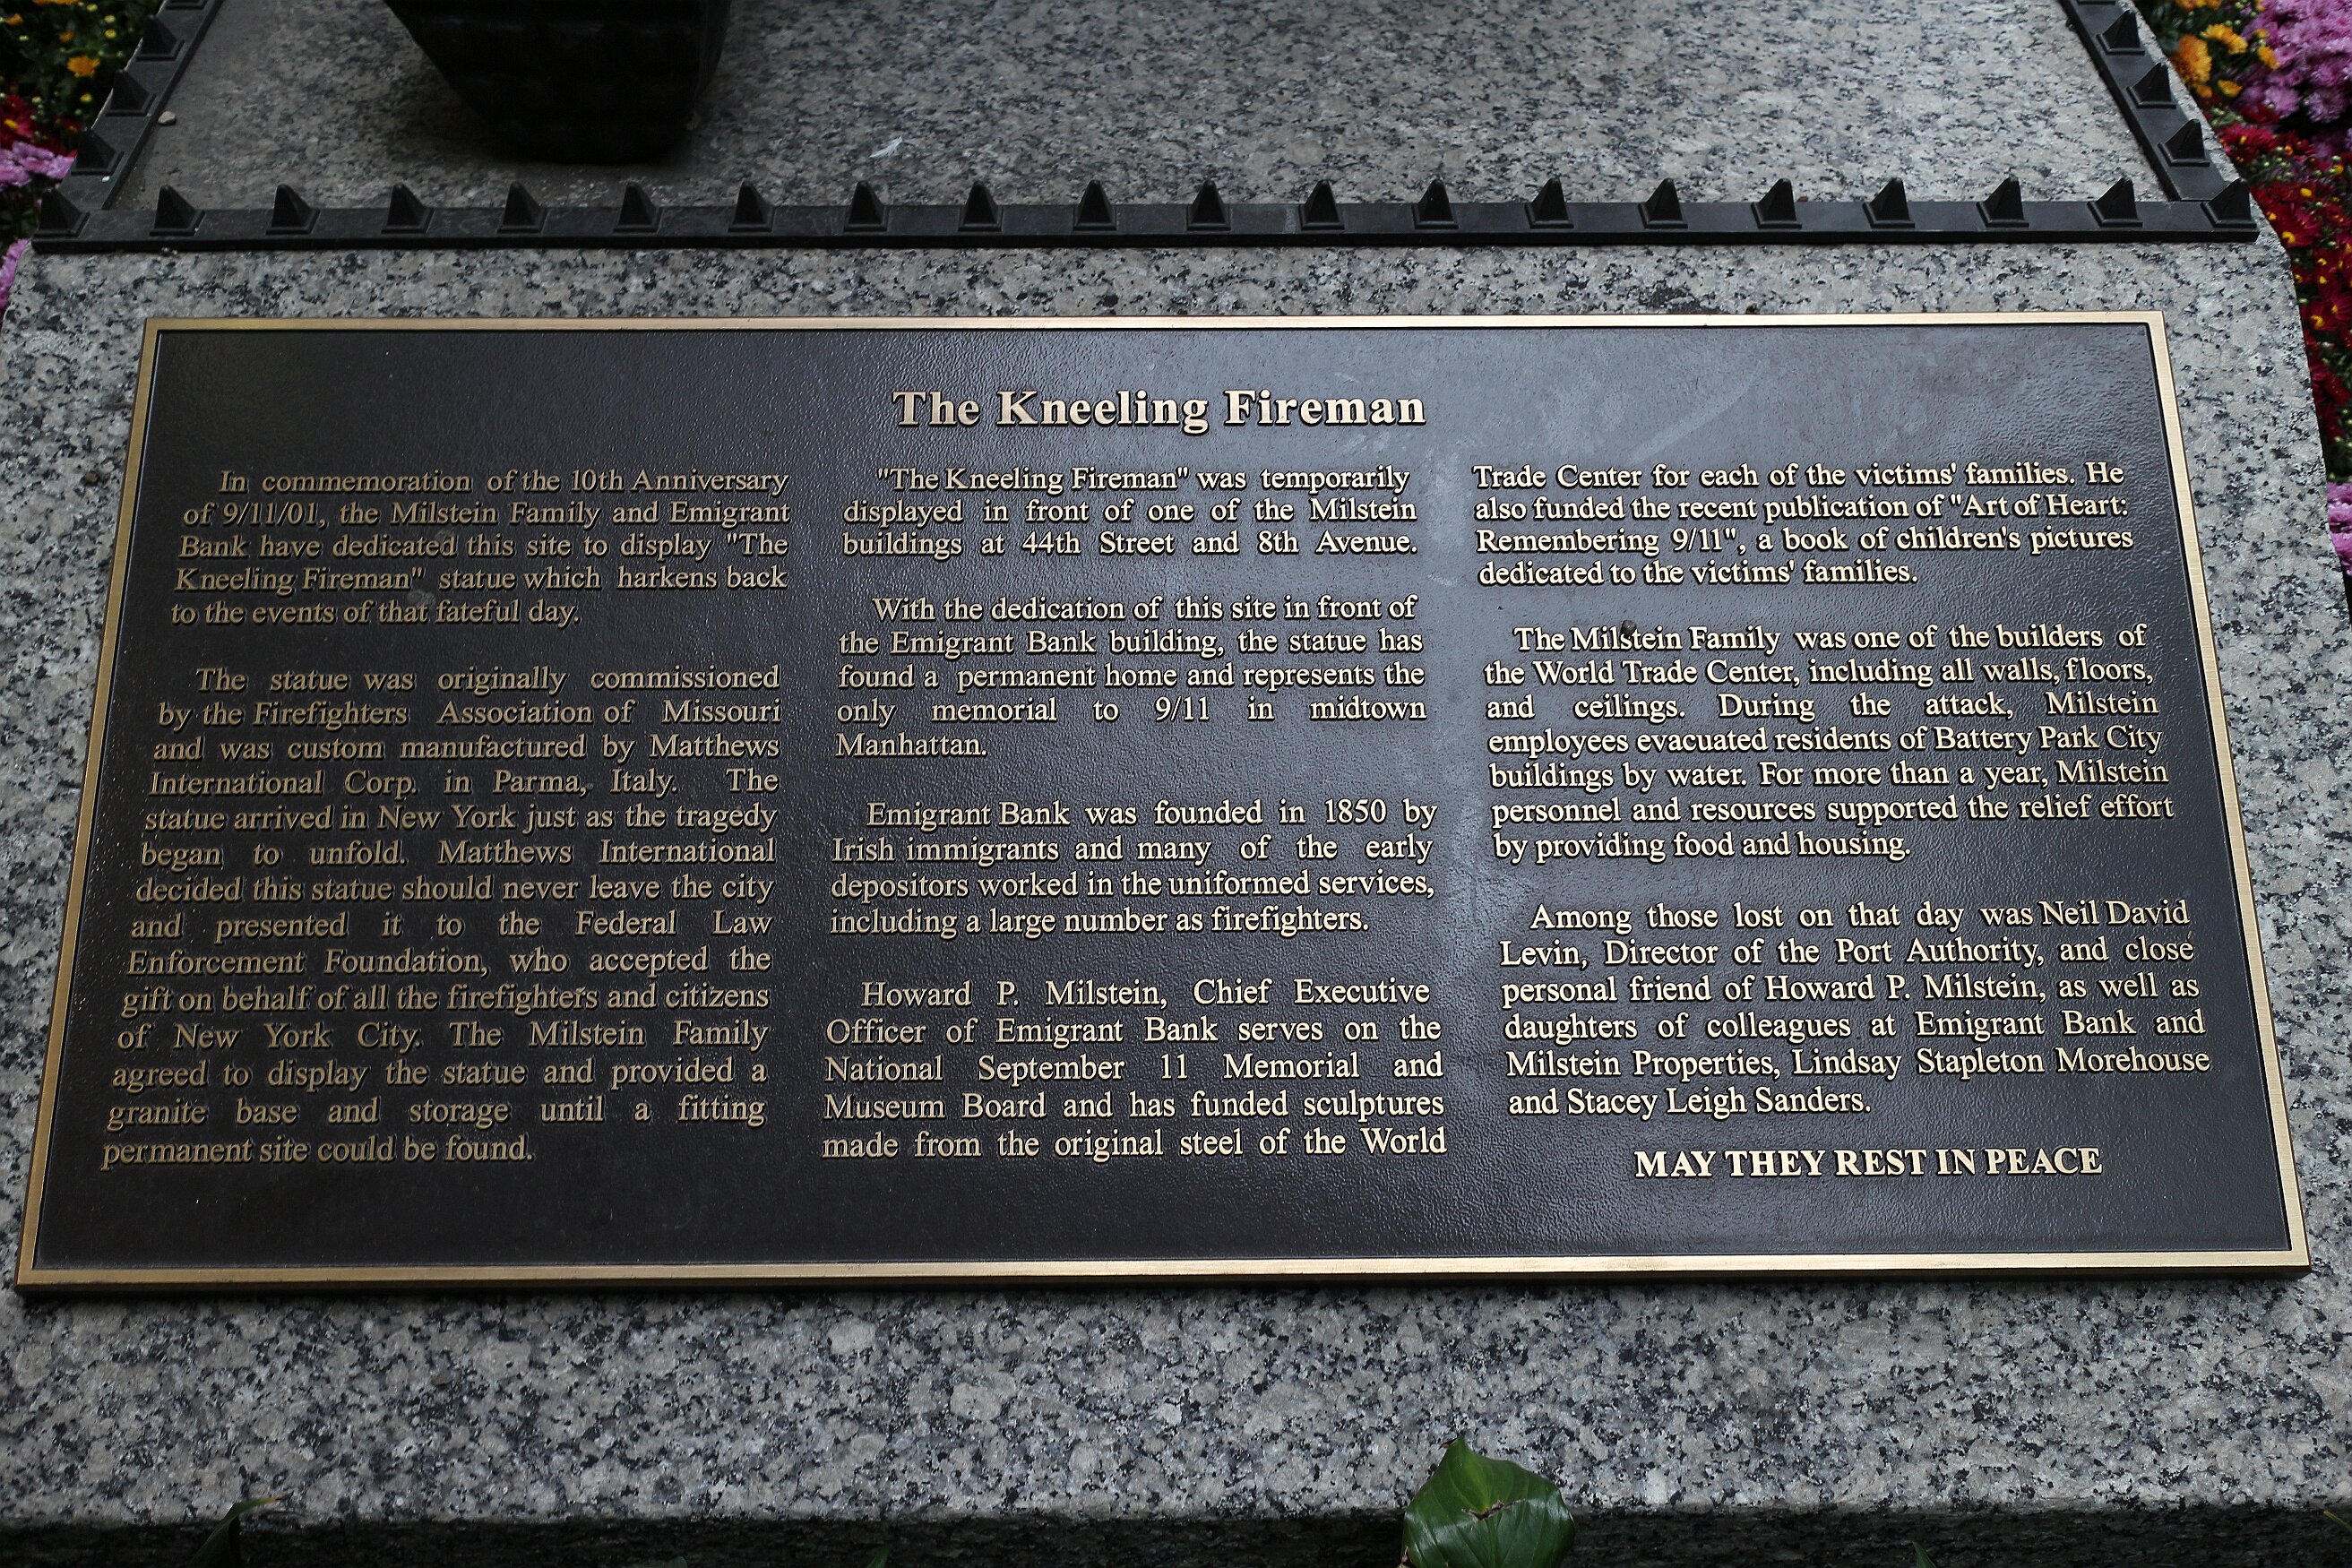 The Kneeling Fireman
In commemoration of the 10th Anniversary
of 9/11/01, the Milstein Family and Emigrant
Bank have dedicated this site to display "The
Kneeling Fireman" statue which harkens back
to the events of that fateful day.
The statue was originally commissioned
by the Firefighters Association of Missouri
and was custom manufactured by Matthews
International Corp. in Parma, Italy. The
statue arrived in New York just as the tragedy
began to unfold. Matthews International
decided this statue should never leave the city
and presented it to the Federal Law
Enforcement Foundation, who accepted the
gift on behalf of all the firefighters and citizens
of New York City. The Milstein Family
agreed to display the statue and provided a
granite base and storage until a fitting
permanent site could be found.
"The Kneeling Fireman" was temporarily
displayed in front of one of the Milstein
buildings at 44th Street and 8th Avenue.
With the dedication of this site in front of
the Emigrant Bank building, the statue has
found a permanent home and represents the
only memorial to 9/11 in midtown
Manhattan.
Emigrant Bank was founded in 1850 by
Irish immigrants and many of the early
depositors worked in the uniformed services,
including a large number as firefighters.
Howard P. Milstein, Chief Executive
Officer of Emigrant Bank serves on the
National September 11 Memorial and
Museum Board and has funded sculptures
made from the original steel of the World
Trade Center for each of the victims' families. He
also funded the recent publication of "Art of Heart:
Remembering 9/11", a book of children's pictures
dedicated to the victims' families.
The Milstein Family was one of the builders of
the World Trade Center, including all walls, floors,
and ceilings. During the attack, Milstein
employees evacuated residents of Battery Park City
buildings by water. For more than a year, Milstein
personnel and resources supported the relief effort
by providing food and housing.
Among those lost on that day was Neil David
Levin, Director of the Port Authority, and close
personal friend of Howard P. Milstein, as well as
daughters of colleagues at Emigrant Bank and
Milstein Properties, Lindsay Stapleton Morehouse
and Stacey Leigh Sanders.
MAY THEY REST IN PEACE